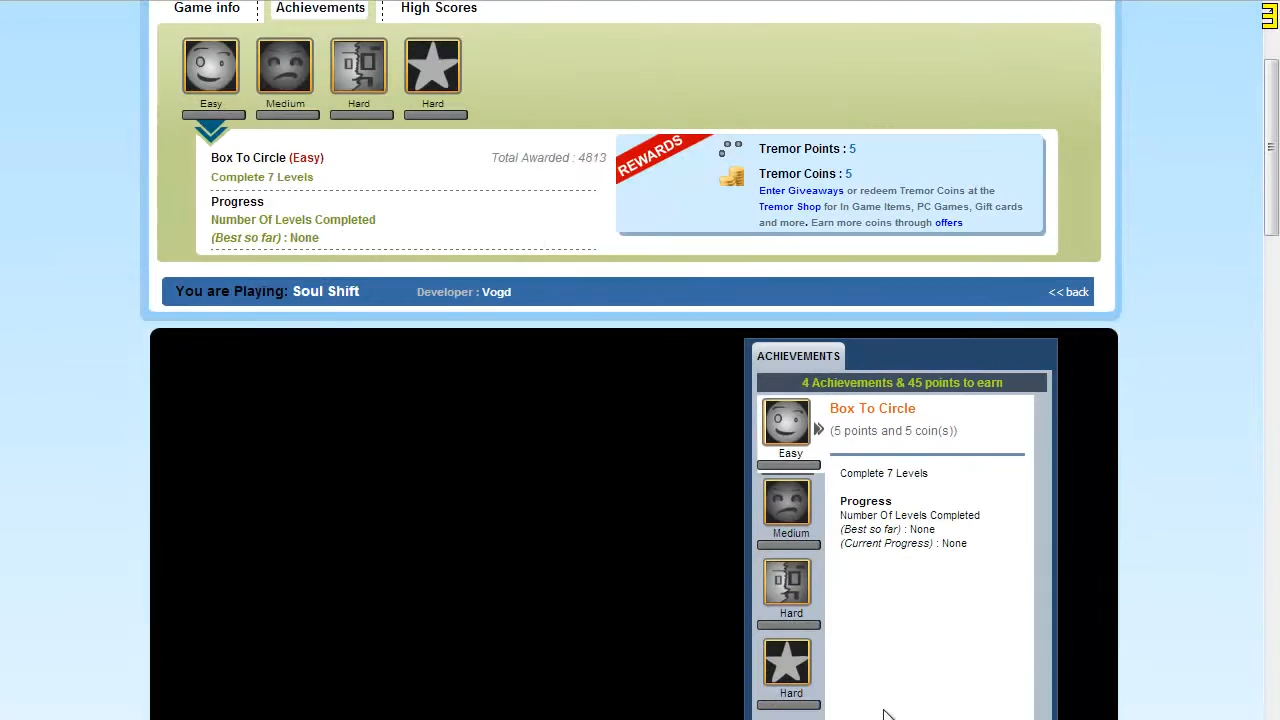 Game info Achievements High Scores
3
Easy Medium Hard Hard
Box To Circle (Easy) Total Awarded : 4813
Complete 7 Levels
Progress
Number Of Levels Completed
(Best so far) : None
REWARDS
Tremor Points : 5
Tremor Coins : 5
Enter Giveaways or redeem Tremor Coins at the
Tremor Shop for In Game Items, PC Games, Gift cards
and more. Earn more coins through offers
You are Playing: Soul Shift Developer : Vogd << back
ACHIEVEMENTS
4 Achievements & 45 points to earn
Easy
Medium
Hard
Hard
Box To Circle
(5 points and 5 coin(s))
Complete 7 Levels
Progress
Number Of Levels Completed
(Best so far) : None
(Current Progress) : None